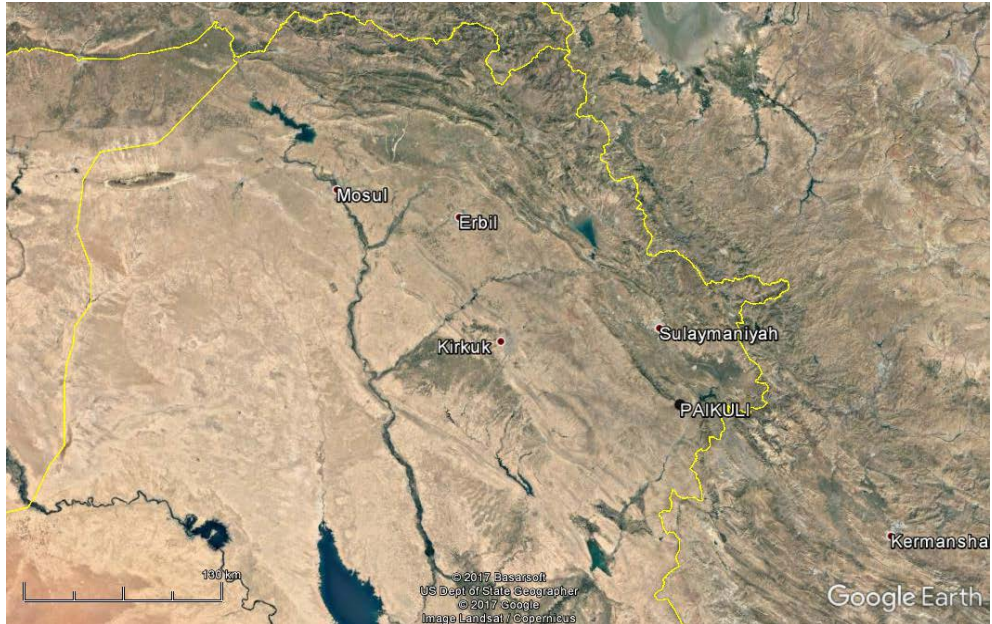 Mosul
Erbil
Kirkuk
Sulaymaniyah
PAIKULI
Kermansha
130 km
© 2017 Basarsoft
US Dept of State Geographer
© 2017 Google
Image Landsat / Copernicus
Google Earth